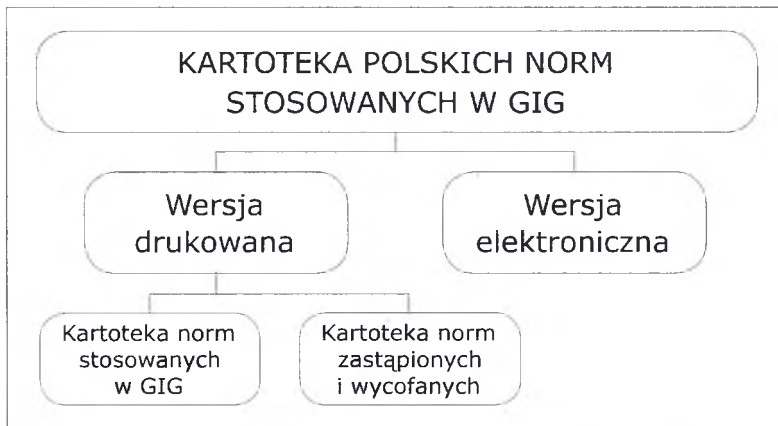 KARTOTEKA POLSKICH NORM
STOSOWANYCH W GIG
Wersja
drukowana
Wersja
elektroniczna
Kartoteka norm
stosowanych
w GIG
Kartoteka norm
zastąpionych
i wycofanych